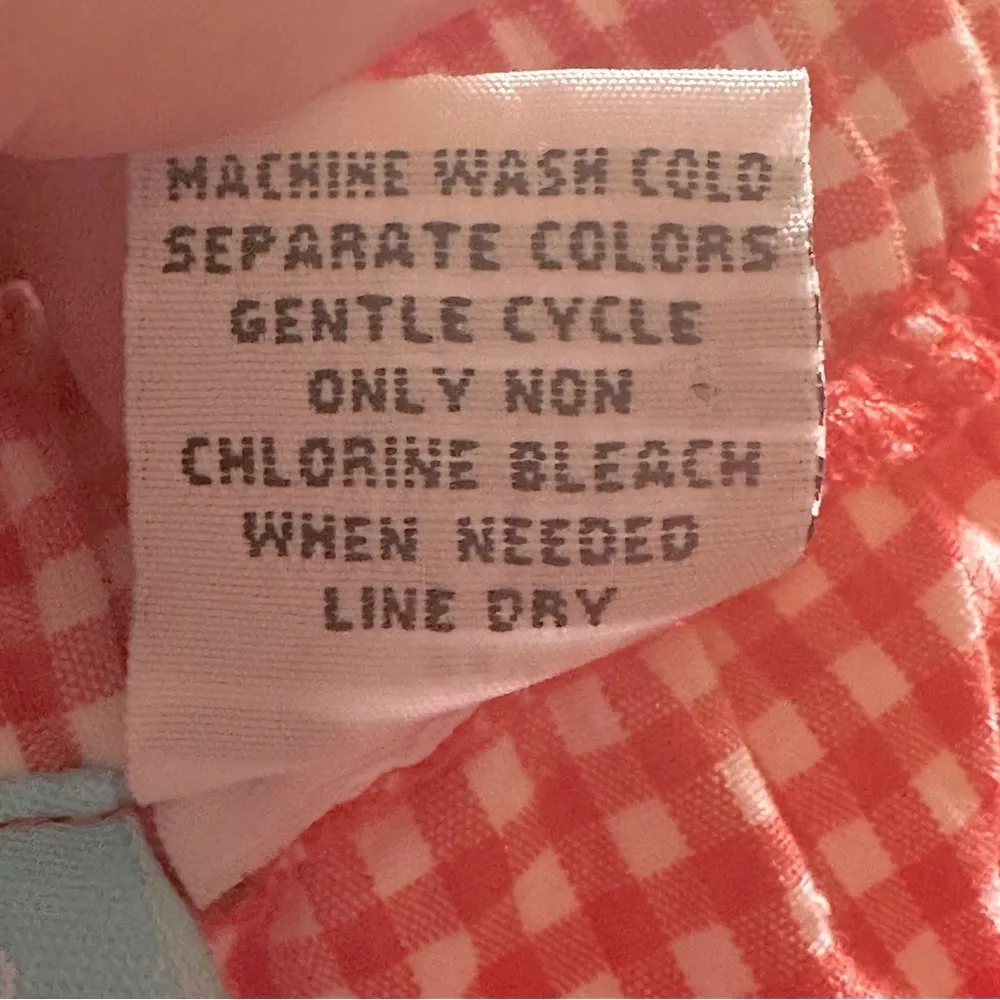 MACHINE WASH COLD
SEPARATE COLORS
GENTLE CYCLE
ONLY NON
CHLORINE BLEACH
WHEN NEEDED
LINE DRY